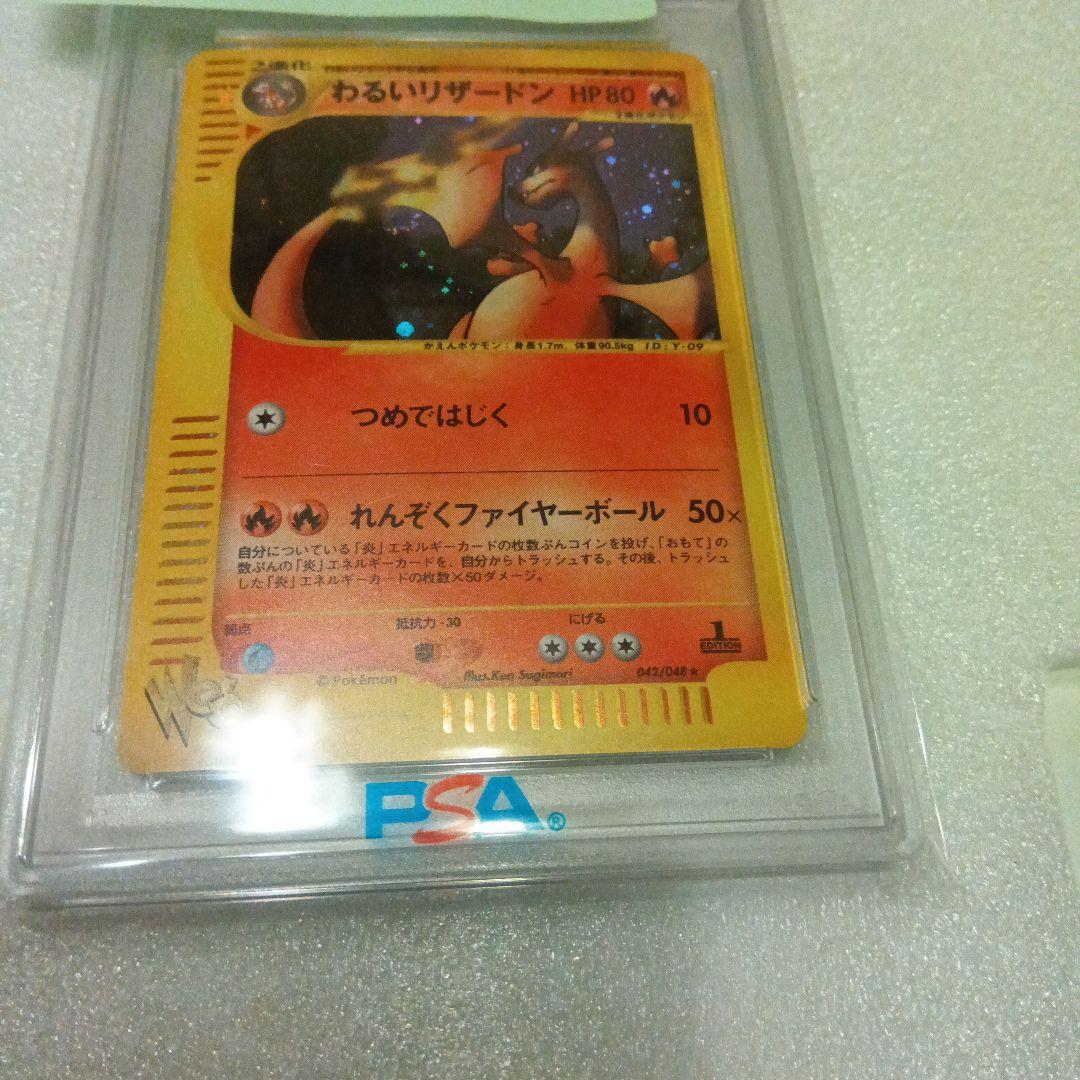 2進化
わるいリザードン HP80
かえんポケモン：身長1.7m, 体重90.5kg ID：Y-09
つめではじく 10
れんぞくファイヤーボール 50×
自分についている「炎」エネルギーカードの枚数ぶんコインを投げ、「おもて」の
数ぶんの「炎」エネルギーカードを、自分からトラッシュする。その後、トラッシュ
した「炎」エネルギーカードの枚数×50ダメージ。
弱点 抵抗力 -30 にげる
1
EDITION
© Pokémon Illus.Ken Sugimori 042/048 ★
PSA®